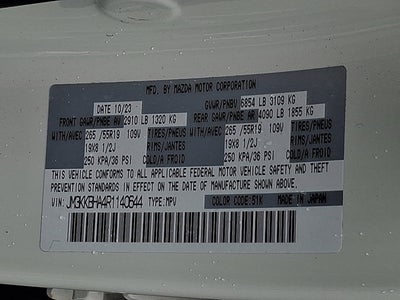 MFD. BY MAZDA MOTOR CORPORATION
DATE 10/23 GVWR/PNBV 6854 LB 3109 KG
FRONT GAWR/PNBE AV 2910 LB 1320 KG REAR GAWR/PNBE AR 4090 LB 1855 KG
WITH/AVEC 265 /55R19 109V TIRES/PNEUS WITH/AVEC 265 /55R19 109V TIRES/PNEUS
19X8 1/2J RIMS/JANTES 19X8 1/2J RIMS/JANTES
250 KPA/36 PSI COLD/A FROID 250 KPA/36 PSI COLD/A FROID
THIS VEHICLE CONFORMS TO ALL APPLICABLE FEDERAL MOTOR VEHICLE SAFETY AND THEFT
PREVENTION STANDARDS IN EFFECT ON THE DATE OF MANUFACTURE SHOWN ABOVE.
VIN: JM3KKBHA4R1140544 TYPE:MPV COLOR CODE: 51K MADE IN JAPAN